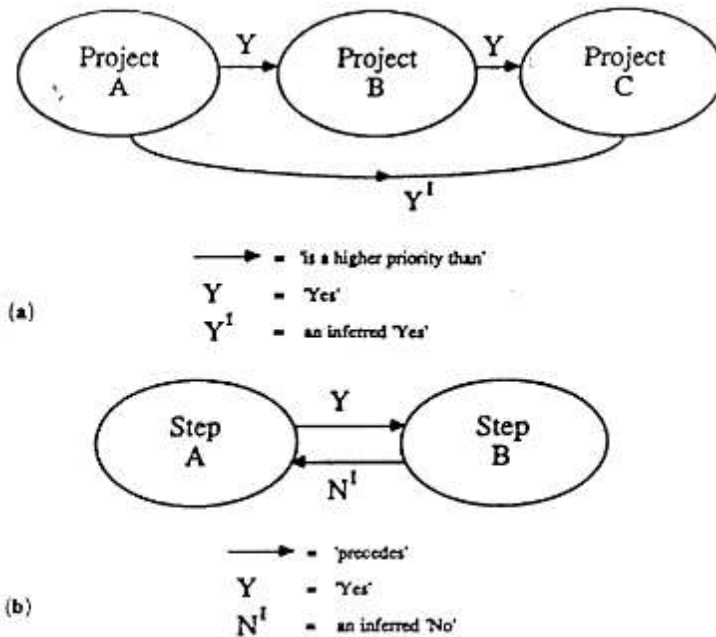 Y Y
Project Project Project
A B C
Y^I
→ = 'is a higher priority than'
Y = 'Yes'
(a)
Y^I = an inferred 'Yes'
Y
Step Step
A B
N^I
→ = 'precedes'
Y = 'Yes'
(b)
N^I = an inferred 'No'